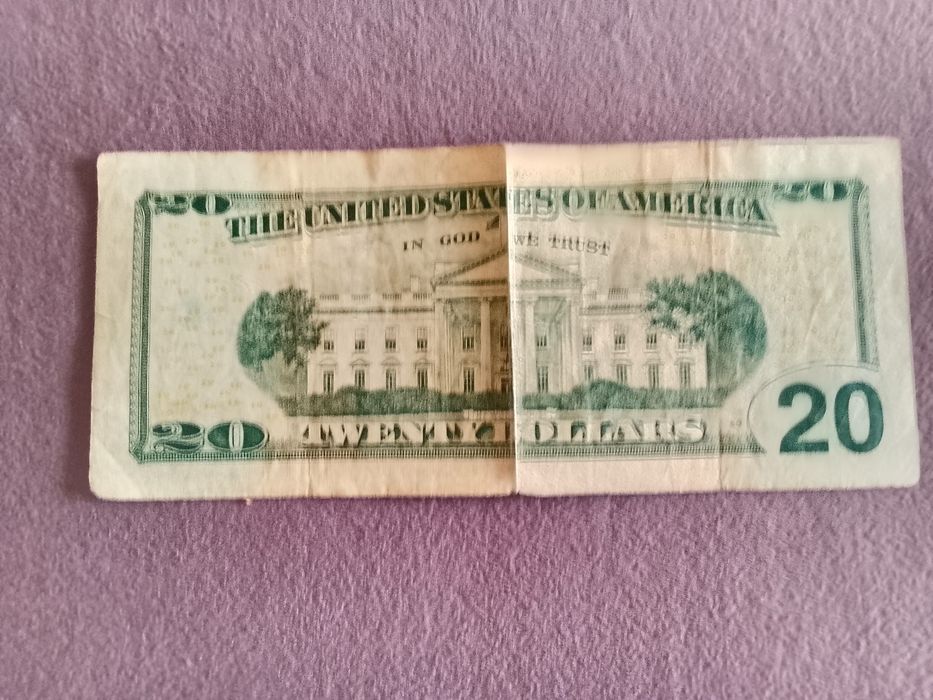 20 20
THE UNITED STATES OF AMERICA
IN GOD WE TRUST
20 TWENTY DOLLARS 20